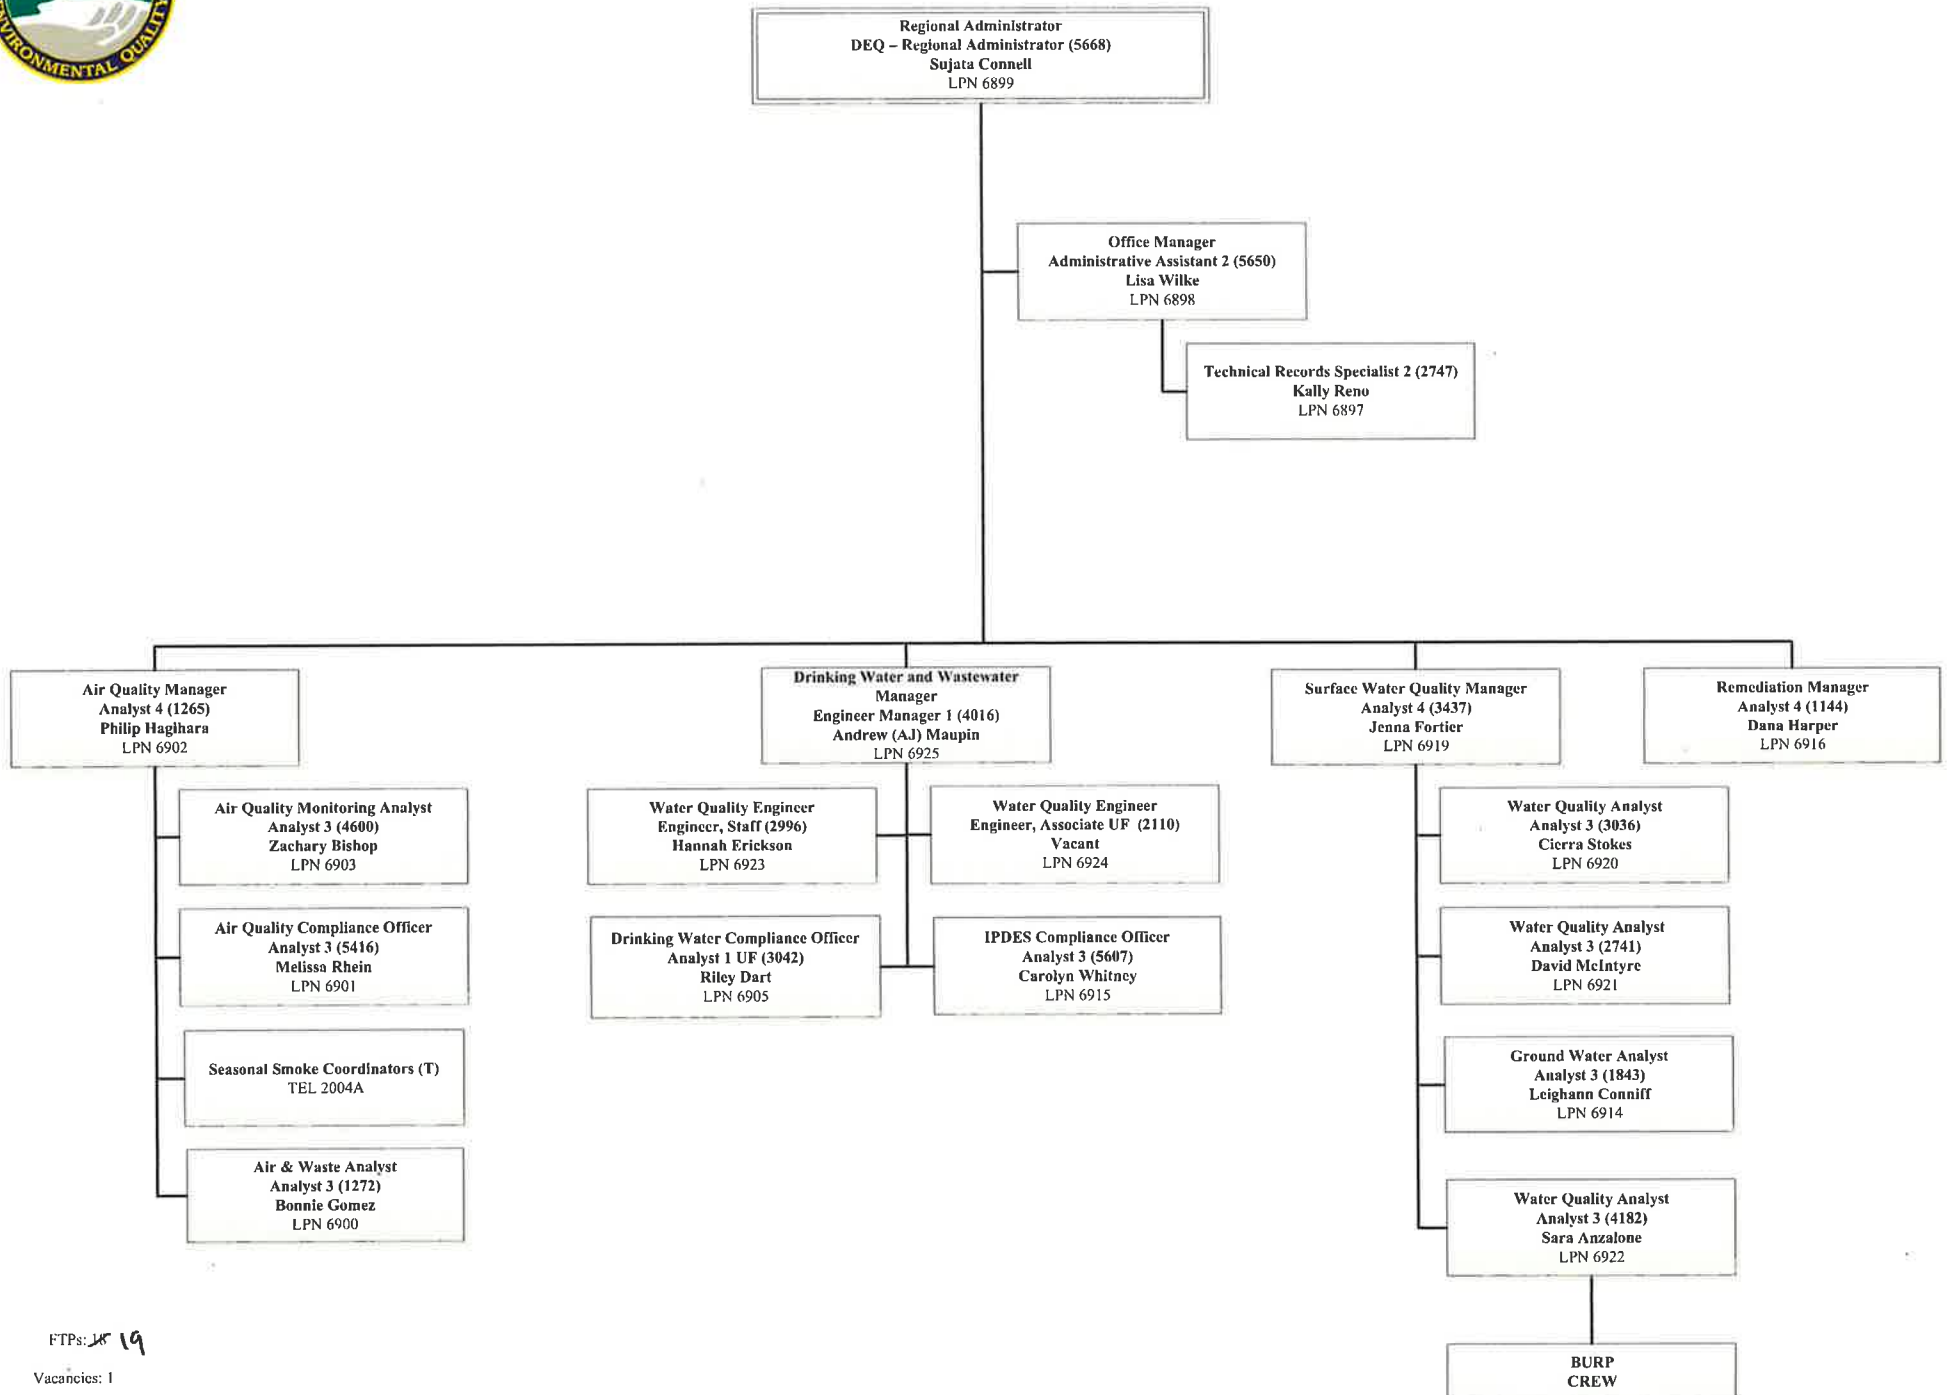 ENVIRONMENTAL QUALITY
Regional Administrator
DEQ – Regional Administrator (5668)
Sujata Connell
LPN 6899
Office Manager
Administrative Assistant 2 (5650)
Lisa Wilke
LPN 6898
Technical Records Specialist 2 (2747)
Kally Reno
LPN 6897
Air Quality Manager
Analyst 4 (1265)
Philip Hagihara
LPN 6902
Air Quality Monitoring Analyst
Analyst 3 (4600)
Zachary Bishop
LPN 6903
Air Quality Compliance Officer
Analyst 3 (5416)
Melissa Rhein
LPN 6901
Seasonal Smoke Coordinators (T)
TEL 2004A
Air & Waste Analyst
Analyst 3 (1272)
Bonnie Gomez
LPN 6900
Drinking Water and Wastewater
Manager
Engineer Manager 1 (4016)
Andrew (AJ) Maupin
LPN 6925
Water Quality Engineer
Engineer, Staff (2996)
Hannah Erickson
LPN 6923
Water Quality Engineer
Engineer, Associate UF (2110)
Vacant
LPN 6924
Drinking Water Compliance Officer
Analyst 1 UF (3042)
Riley Dart
LPN 6905
IPDES Compliance Officer
Analyst 3 (5607)
Carolyn Whitney
LPN 6915
Surface Water Quality Manager
Analyst 4 (3437)
Jenna Fortier
LPN 6919
Water Quality Analyst
Analyst 3 (3036)
Cierra Stokes
LPN 6920
Water Quality Analyst
Analyst 3 (2741)
David McIntyre
LPN 6921
Ground Water Analyst
Analyst 3 (1843)
Leighann Conniff
LPN 6914
Water Quality Analyst
Analyst 3 (4182)
Sara Anzalone
LPN 6922
BURP
CREW
Remediation Manager
Analyst 4 (1144)
Dana Harper
LPN 6916
FTPs: 19
Vacancies: 1